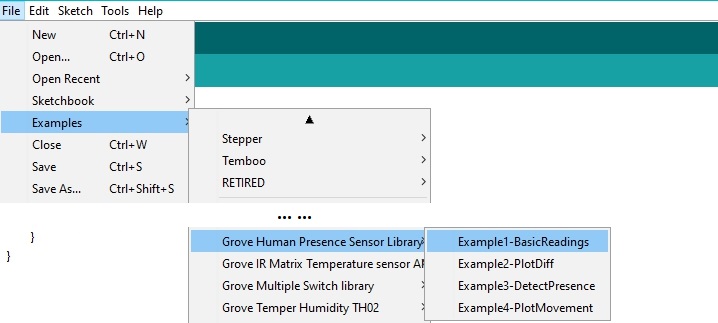 File Edit Sketch Tools Help
New Ctrl+N
Open... Ctrl+O
Open Recent
Sketchbook
Examples
Close Ctrl+W
Save Ctrl+S
Save As... Ctrl+Shift+S
Stepper
Temboo
RETIRED
... ...
}
}
Grove Human Presence Sensor Library
Grove IR Matrix Temperature sensor A
Grove Multiple Switch library
Grove Temper Humidity TH02
Example1-BasicReadings
Example2-PlotDiff
Example3-DetectPresence
Example4-PlotMovement